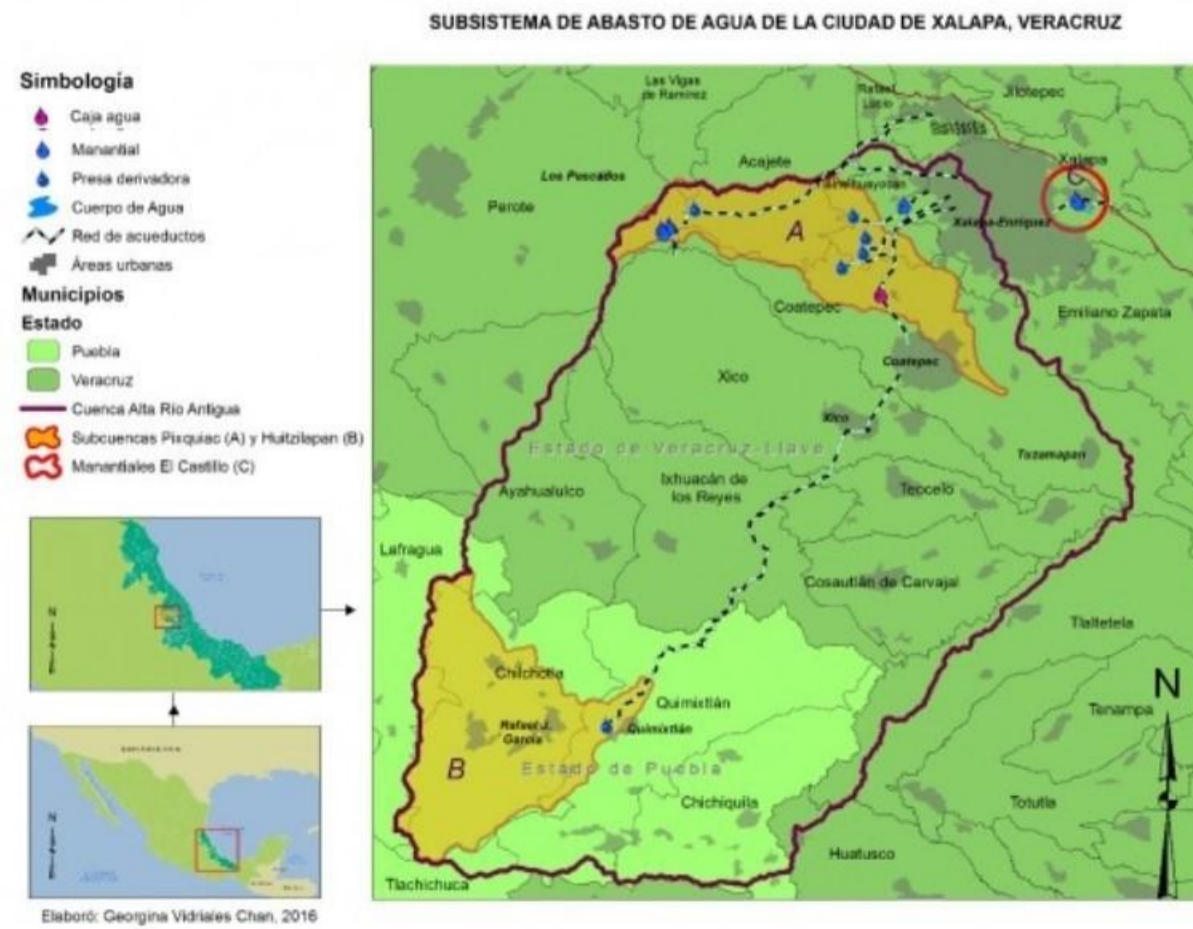 SUBSISTEMA DE ABASTO DE AGUA DE LA CIUDAD DE XALAPA, VERACRUZ
Simbología
Caja agua
Manantial
Presa derivadora
Cuerpo de Agua
Red de acueductos
Áreas urbanas
Municipios
Estado
Puebla
Veracruz
Cuenca Alta Río Antigua
Subcuencas Pixquiac (A) y Huitzilapan (B)
Manantiales El Castillo (C)
Las Vigas
de Ramírez
Rafael
Lucio
Jilotepec
Banderilla
Acajete
Xalapa
C
Los Pescados
Tlalnelhuayocan
Perote
A
Xalapa-Enríquez
Coatepec
Emiliano Zapata
Coatepec
Xico
Xico
Estado de Veracruz-Llave
Tuzamapan
Ixhuacán de
los Reyes
Ayahualulco
Teocelo
Lafragua
Cosautlán de Carvajal
Tlaltetela
N
Chilchotla
Quimixtlán
Tenampa
Rafael J.
García
Quimixtlán
B
Estado de Puebla
Chichiquila
Totutla
Huatusco
Tlachichuca
N
N
Elaboró: Georgina Vidriales Chan, 2016